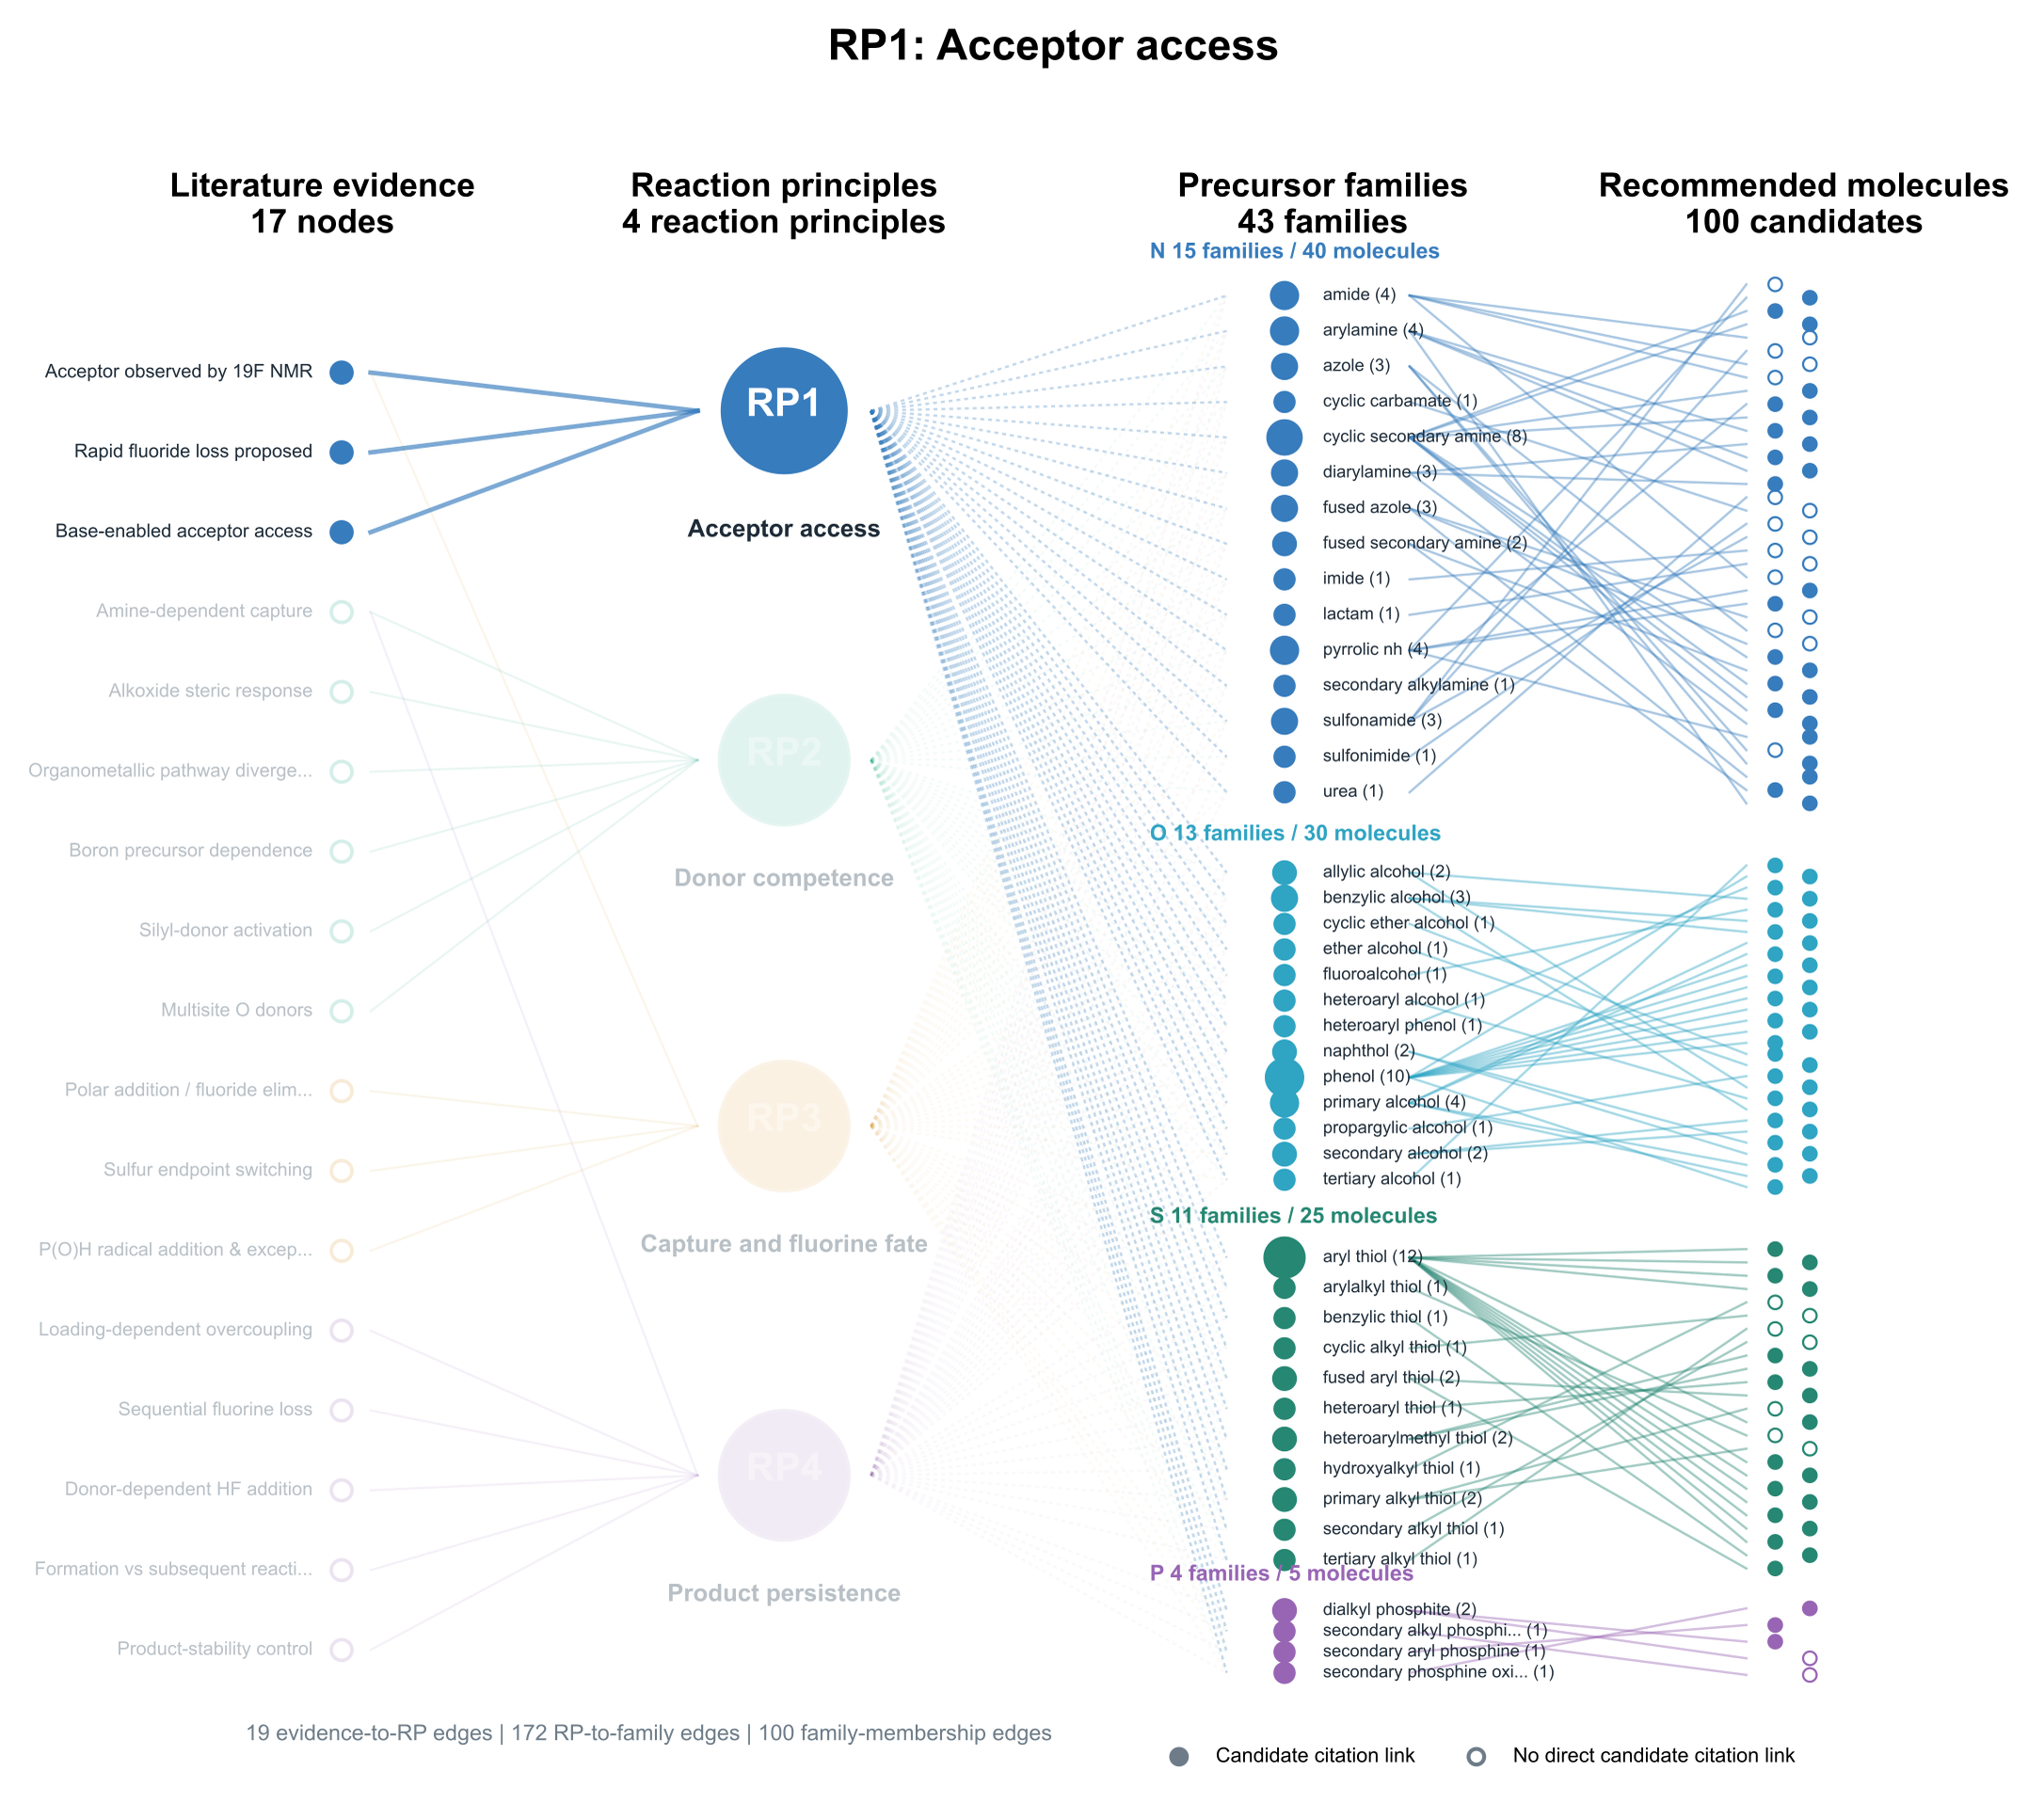 RP1: Acceptor access
Literature evidence
17 nodes
Reaction principles
4 reaction principles
Precursor families
43 families
Recommended molecules
100 candidates
Acceptor observed by 19F NMR
Rapid fluoride loss proposed
Base-enabled acceptor access
Amine-dependent capture
Alkoxide steric response
Organometallic pathway diverge...
Boron precursor dependence
Silyl-donor activation
Multisite O donors
Polar addition / fluoride elim...
Sulfur endpoint switching
P(O)H radical addition & excep...
Loading-dependent overcoupling
Sequential fluorine loss
Donor-dependent HF addition
Formation vs subsequent reacti...
Product-stability control
RP1
Acceptor access
RP2
Donor competence
RP3
Capture and fluorine fate
RP4
Product persistence
N 15 families / 40 molecules
amide (4)
arylamine (4)
azole (3)
cyclic carbamate (1)
cyclic secondary amine (8)
diarylamine (3)
fused azole (3)
fused secondary amine (2)
imide (1)
lactam (1)
pyrrolic nh (4)
secondary alkylamine (1)
sulfonamide (3)
sulfonimide (1)
urea (1)
O 13 families / 30 molecules
allylic alcohol (2)
benzylic alcohol (3)
cyclic ether alcohol (1)
ether alcohol (1)
fluoroalcohol (1)
heteroaryl alcohol (1)
heteroaryl phenol (1)
naphthol (2)
phenol (10)
primary alcohol (4)
propargylic alcohol (1)
secondary alcohol (2)
tertiary alcohol (1)
S 11 families / 25 molecules
aryl thiol (12)
arylalkyl thiol (1)
benzylic thiol (1)
cyclic alkyl thiol (1)
fused aryl thiol (2)
heteroaryl thiol (1)
heteroarylmethyl thiol (2)
hydroxyalkyl thiol (1)
primary alkyl thiol (2)
secondary alkyl thiol (1)
tertiary alkyl thiol (1)
P 4 families / 5 molecules
dialkyl phosphite (2)
secondary alkyl phosphi... (1)
secondary aryl phosphine (1)
secondary phosphine oxi... (1)
19 evidence-to-RP edges | 172 RP-to-family edges | 100 family-membership edges
Candidate citation link
No direct candidate citation link